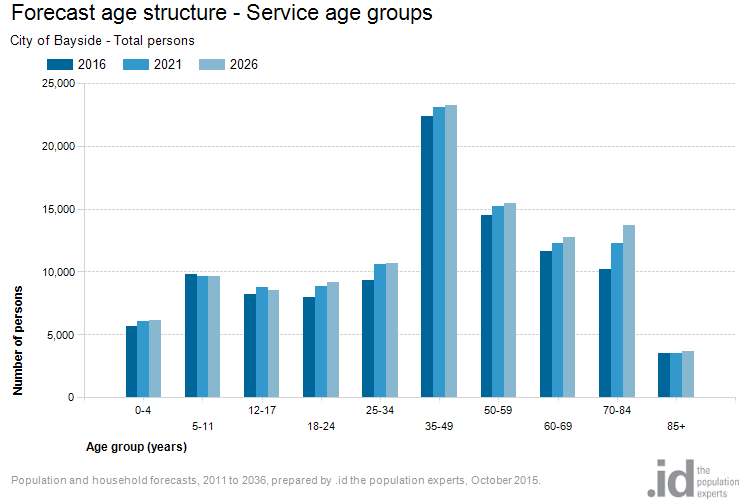 Forecast age structure - Service age groups
City of Bayside - Total persons
2016 2021 2026
25,000
20,000
15,000
10,000
5,000
0
Number of persons
0-4 12-17 25-34 50-59 70-84
5-11 18-24 35-49 60-69 85+
Age group (years)
Population and household forecasts, 2011 to 2036, prepared by .id the population experts, October 2015.
.id the
population
experts